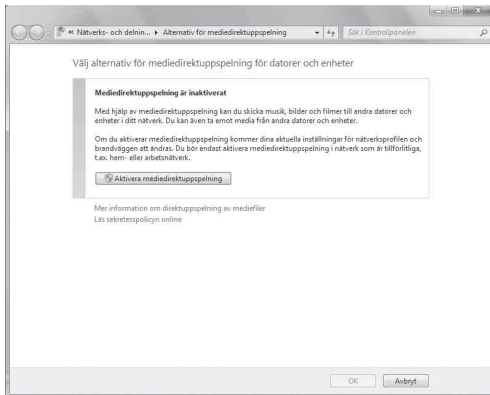 « Nätverks- och delnin... ▸ Alternativ för mediedirektuppspelning
Sök i Kontrollpanelen
Välj alternativ för mediedirektuppspelning för datorer och enheter
Mediedirektuppspelning är inaktiverat
Med hjälp av mediedirektuppspelning kan du skicka musik, bilder och filmer till andra datorer och
enheter i ditt nätverk. Du kan även ta emot media från andra datorer och enheter.
Om du aktiverar mediedirektuppspelning kommer dina aktuella inställningar för nätverksprofilen och
brandväggen att ändras. Du bör endast aktivera mediedirektuppspelning i nätverk som är tillförlitliga,
t.ex. hem- eller arbetsnätverk.
Aktivera mediedirektuppspelning
Mer information om direktuppspelning av mediefiler
Läs sekretesspolicyn online
OK
Avbryt